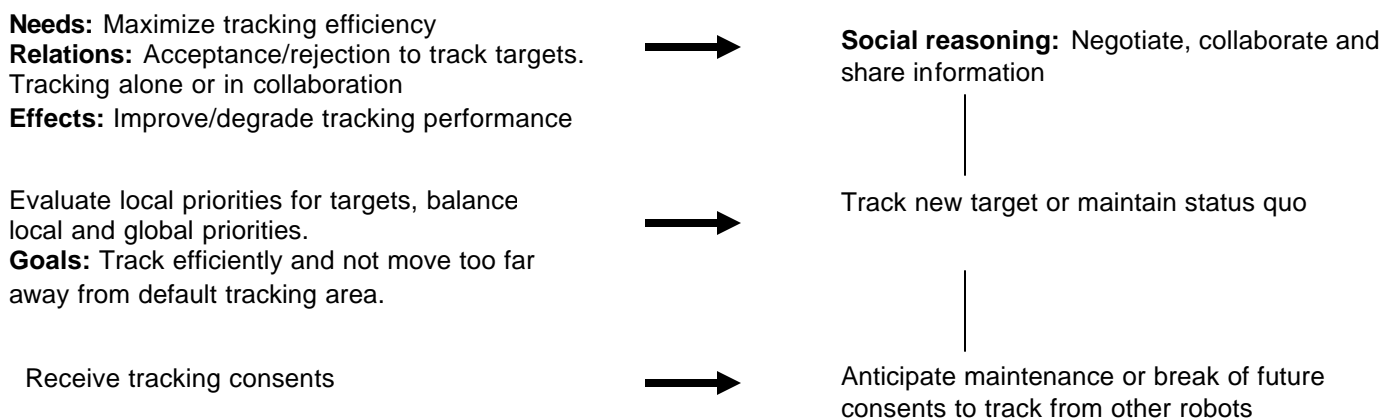 Needs: Maximize tracking efficiency
Relations: Acceptance/rejection to track targets.
Tracking alone or in collaboration
Effects: Improve/degrade tracking performance
Social reasoning: Negotiate, collaborate and
share information
Evaluate local priorities for targets, balance
local and global priorities.
Goals: Track efficiently and not move too far
away from default tracking area.
Track new target or maintain status quo
Receive tracking consents
Anticipate maintenance or break of future
consents to track from other robots